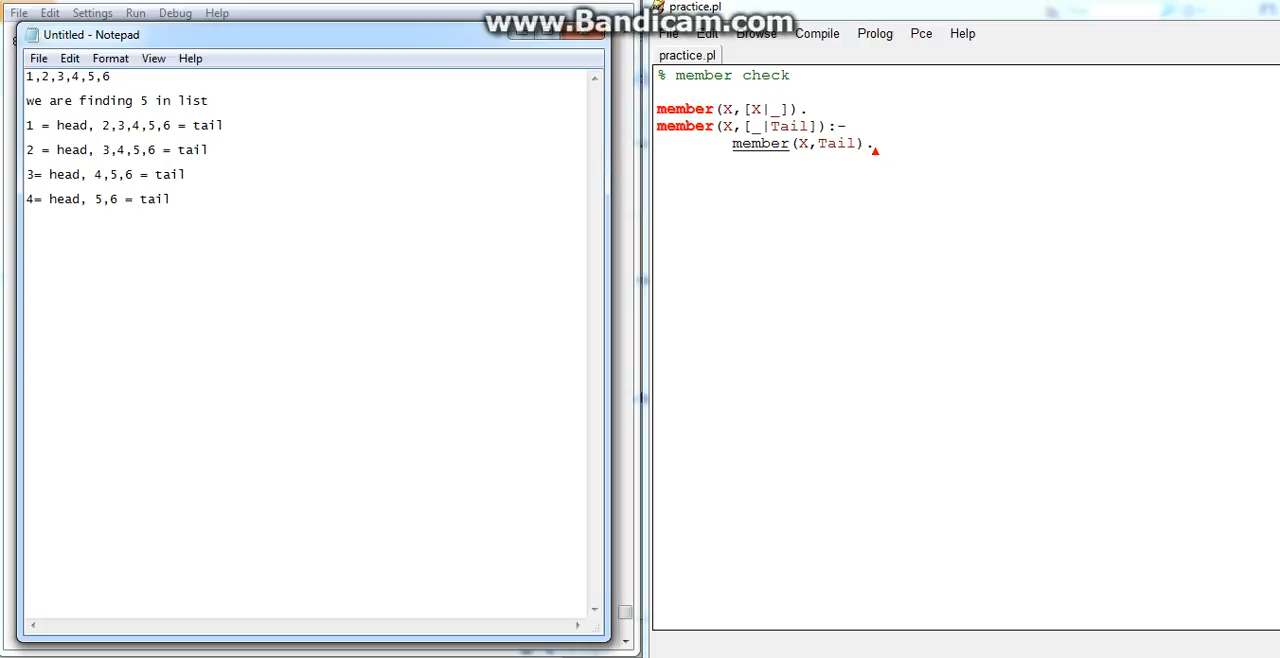 www.Bandicam.com
File Edit Settings Run Debug Help
Untitled - Notepad
File Edit Format View Help
1,2,3,4,5,6
we are finding 5 in list
1 = head, 2,3,4,5,6 = tail
2 = head, 3,4,5,6 = tail
3= head, 4,5,6 = tail
4= head, 5,6 = tail
practice.pl
File Edit Browse Compile Prolog Pce Help
practice.pl
% member check
member(X,[X|_]).
member(X,[_|Tail]):-
member(X,Tail).